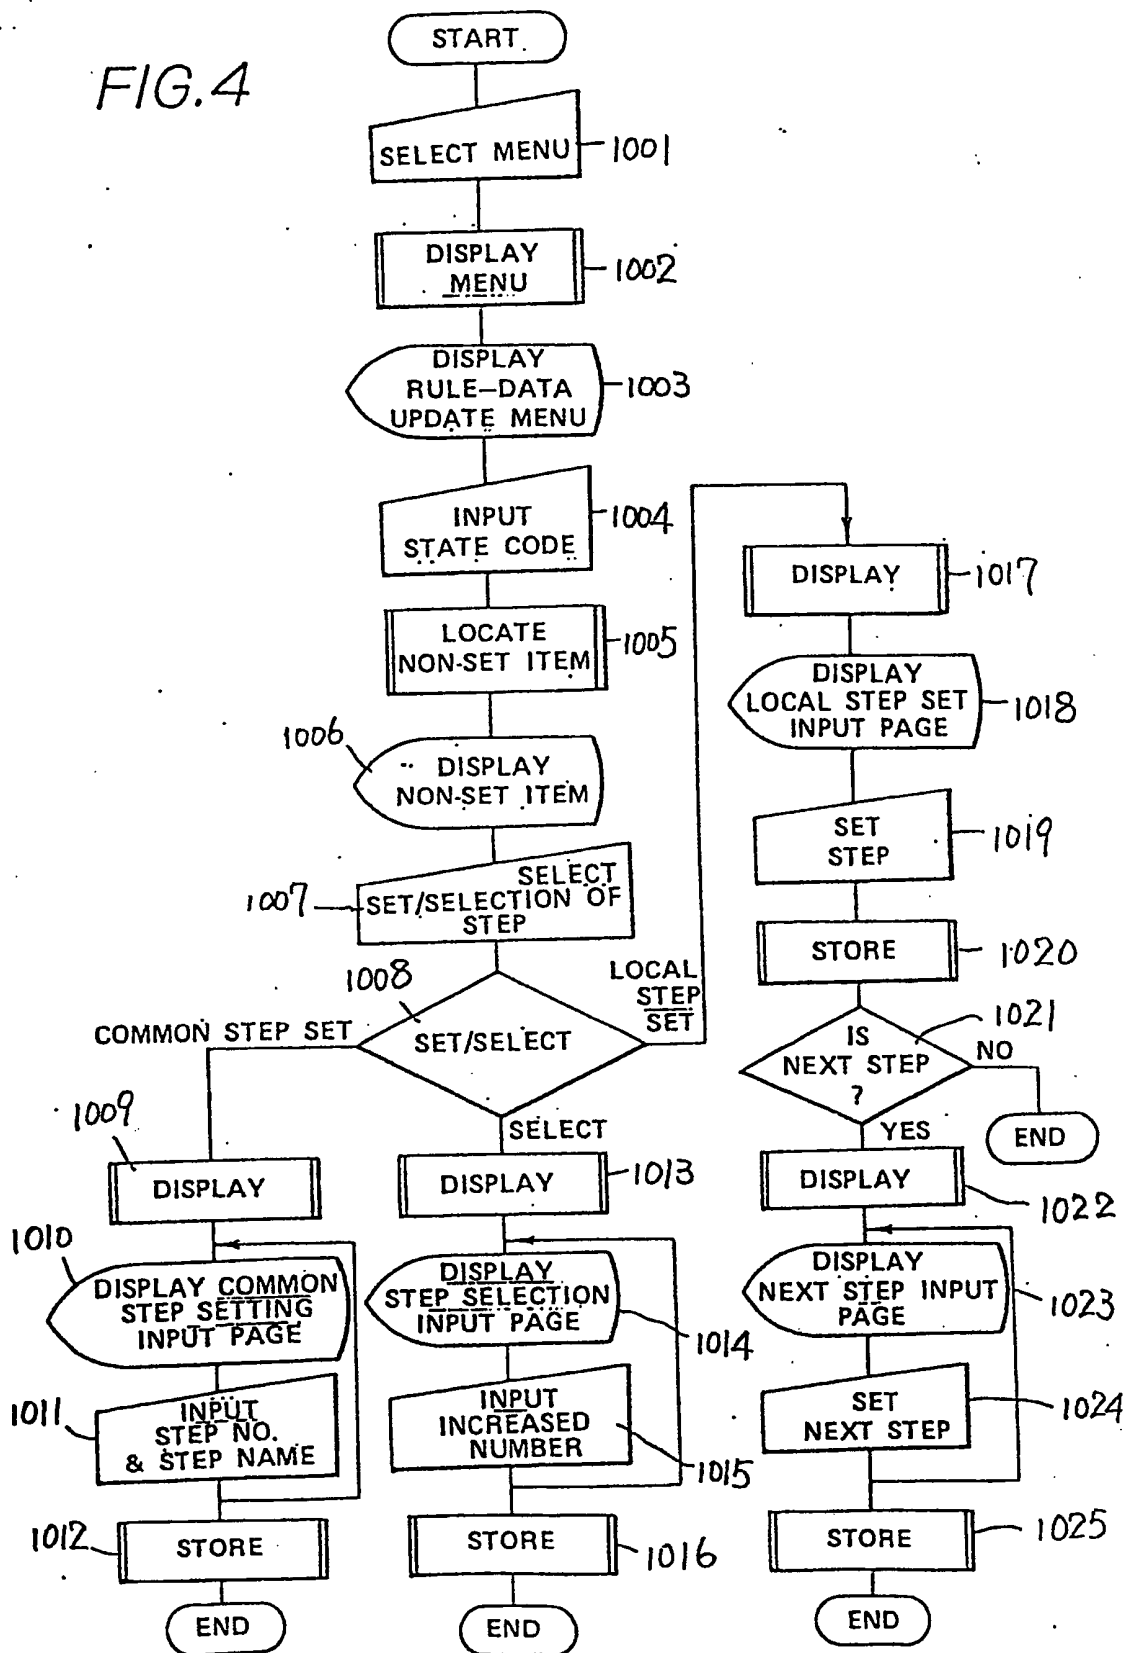 FIG.4
START
SELECT MENU
1001
DISPLAY
MENU
1002
DISPLAY
RULE-DATA
UPDATE MENU
1003
INPUT
STATE CODE
1004
LOCATE
NON-SET ITEM
1005
1006
DISPLAY
NON-SET ITEM
1007
SELECT
SET/SELECTION OF
STEP
1008
SET/SELECT
COMMON STEP SET
LOCAL
STEP
SET
SELECT
1009
DISPLAY
1010
DISPLAY COMMON
STEP SETTING
INPUT PAGE
1011
INPUT
STEP NO.
& STEP NAME
1012
STORE
END
DISPLAY
1013
DISPLAY
STEP SELECTION
INPUT PAGE
1014
INPUT
INCREASED
NUMBER
1015
STORE
1016
END
DISPLAY
1017
DISPLAY
LOCAL STEP SET
INPUT PAGE
1018
SET
STEP
1019
STORE
1020
IS
NEXT STEP
?
1021
NO
END
YES
DISPLAY
1022
DISPLAY
NEXT STEP INPUT
PAGE
1023
SET
NEXT STEP
1024
STORE
1025
END